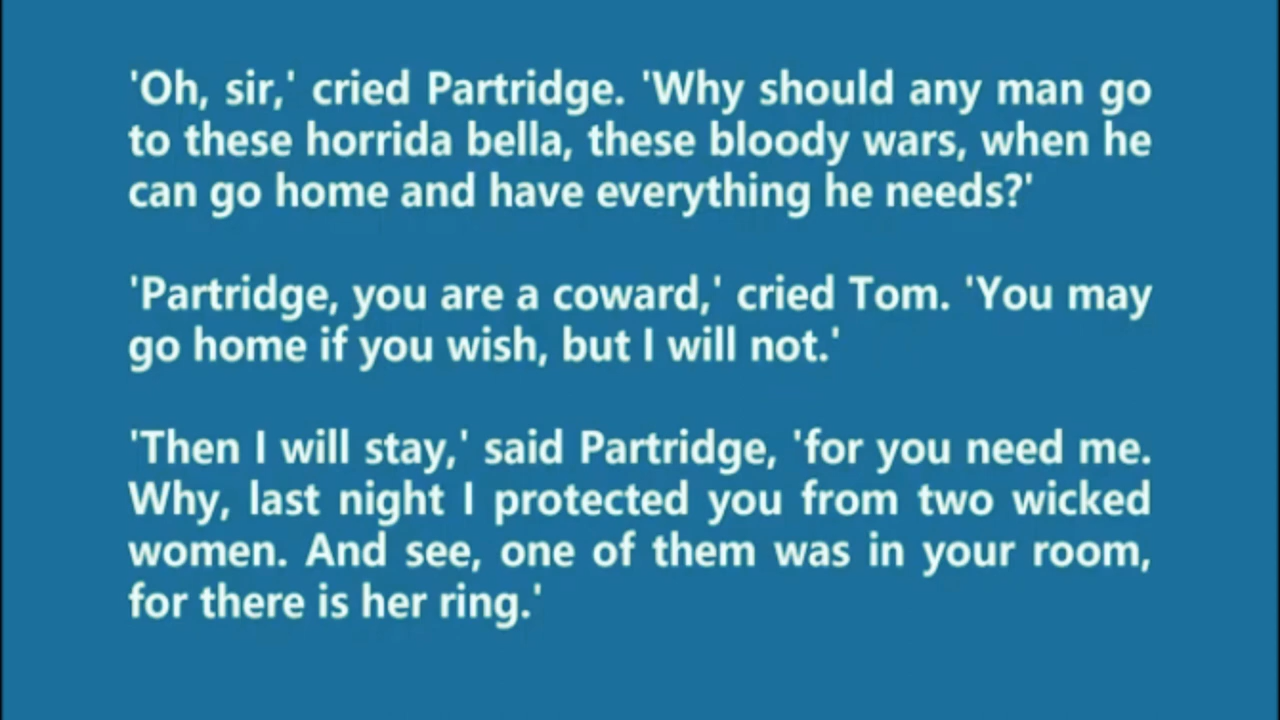 'Oh, sir,' cried Partridge. 'Why should any man go
to these horrida bella, these bloody wars, when he
can go home and have everything he needs?'
'Partridge, you are a coward,' cried Tom. 'You may
go home if you wish, but I will not.'
'Then I will stay,' said Partridge, 'for you need me.
Why, last night I protected you from two wicked
women. And see, one of them was in your room,
for there is her ring.'